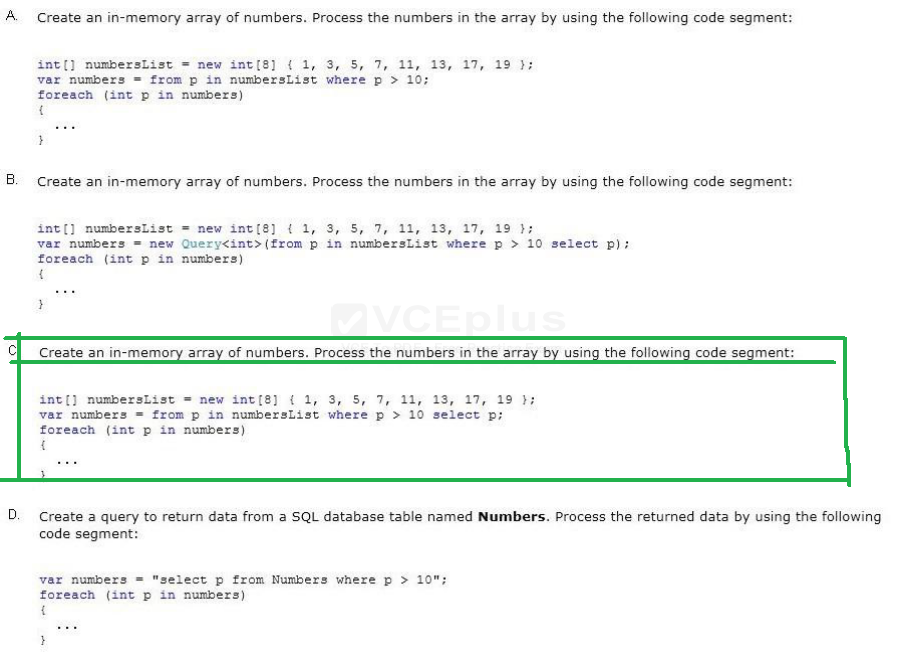 A. Create an in-memory array of numbers. Process the numbers in the array by using the following code segment:
int[] numbersList = new int[8] { 1, 3, 5, 7, 11, 13, 17, 19 };
var numbers = from p in numbersList where p > 10;
foreach (int p in numbers)
{
...
}
B. Create an in-memory array of numbers. Process the numbers in the array by using the following code segment:
int[] numbersList = new int[8] { 1, 3, 5, 7, 11, 13, 17, 19 };
var numbers = new Query<int>(from p in numbersList where p > 10 select p);
foreach (int p in numbers)
{
...
}
VCEplus
C Create an in-memory array of numbers. Process the numbers in the array by using the following code segment:
int[] numbersList = new int[8] { 1, 3, 5, 7, 11, 13, 17, 19 };
var numbers = from p in numbersList where p > 10 select p;
foreach (int p in numbers)
{
...
}
D. Create a query to return data from a SQL database table named Numbers. Process the returned data by using the following
code segment:
var numbers = "select p from Numbers where p > 10";
foreach (int p in numbers)
{
...
}